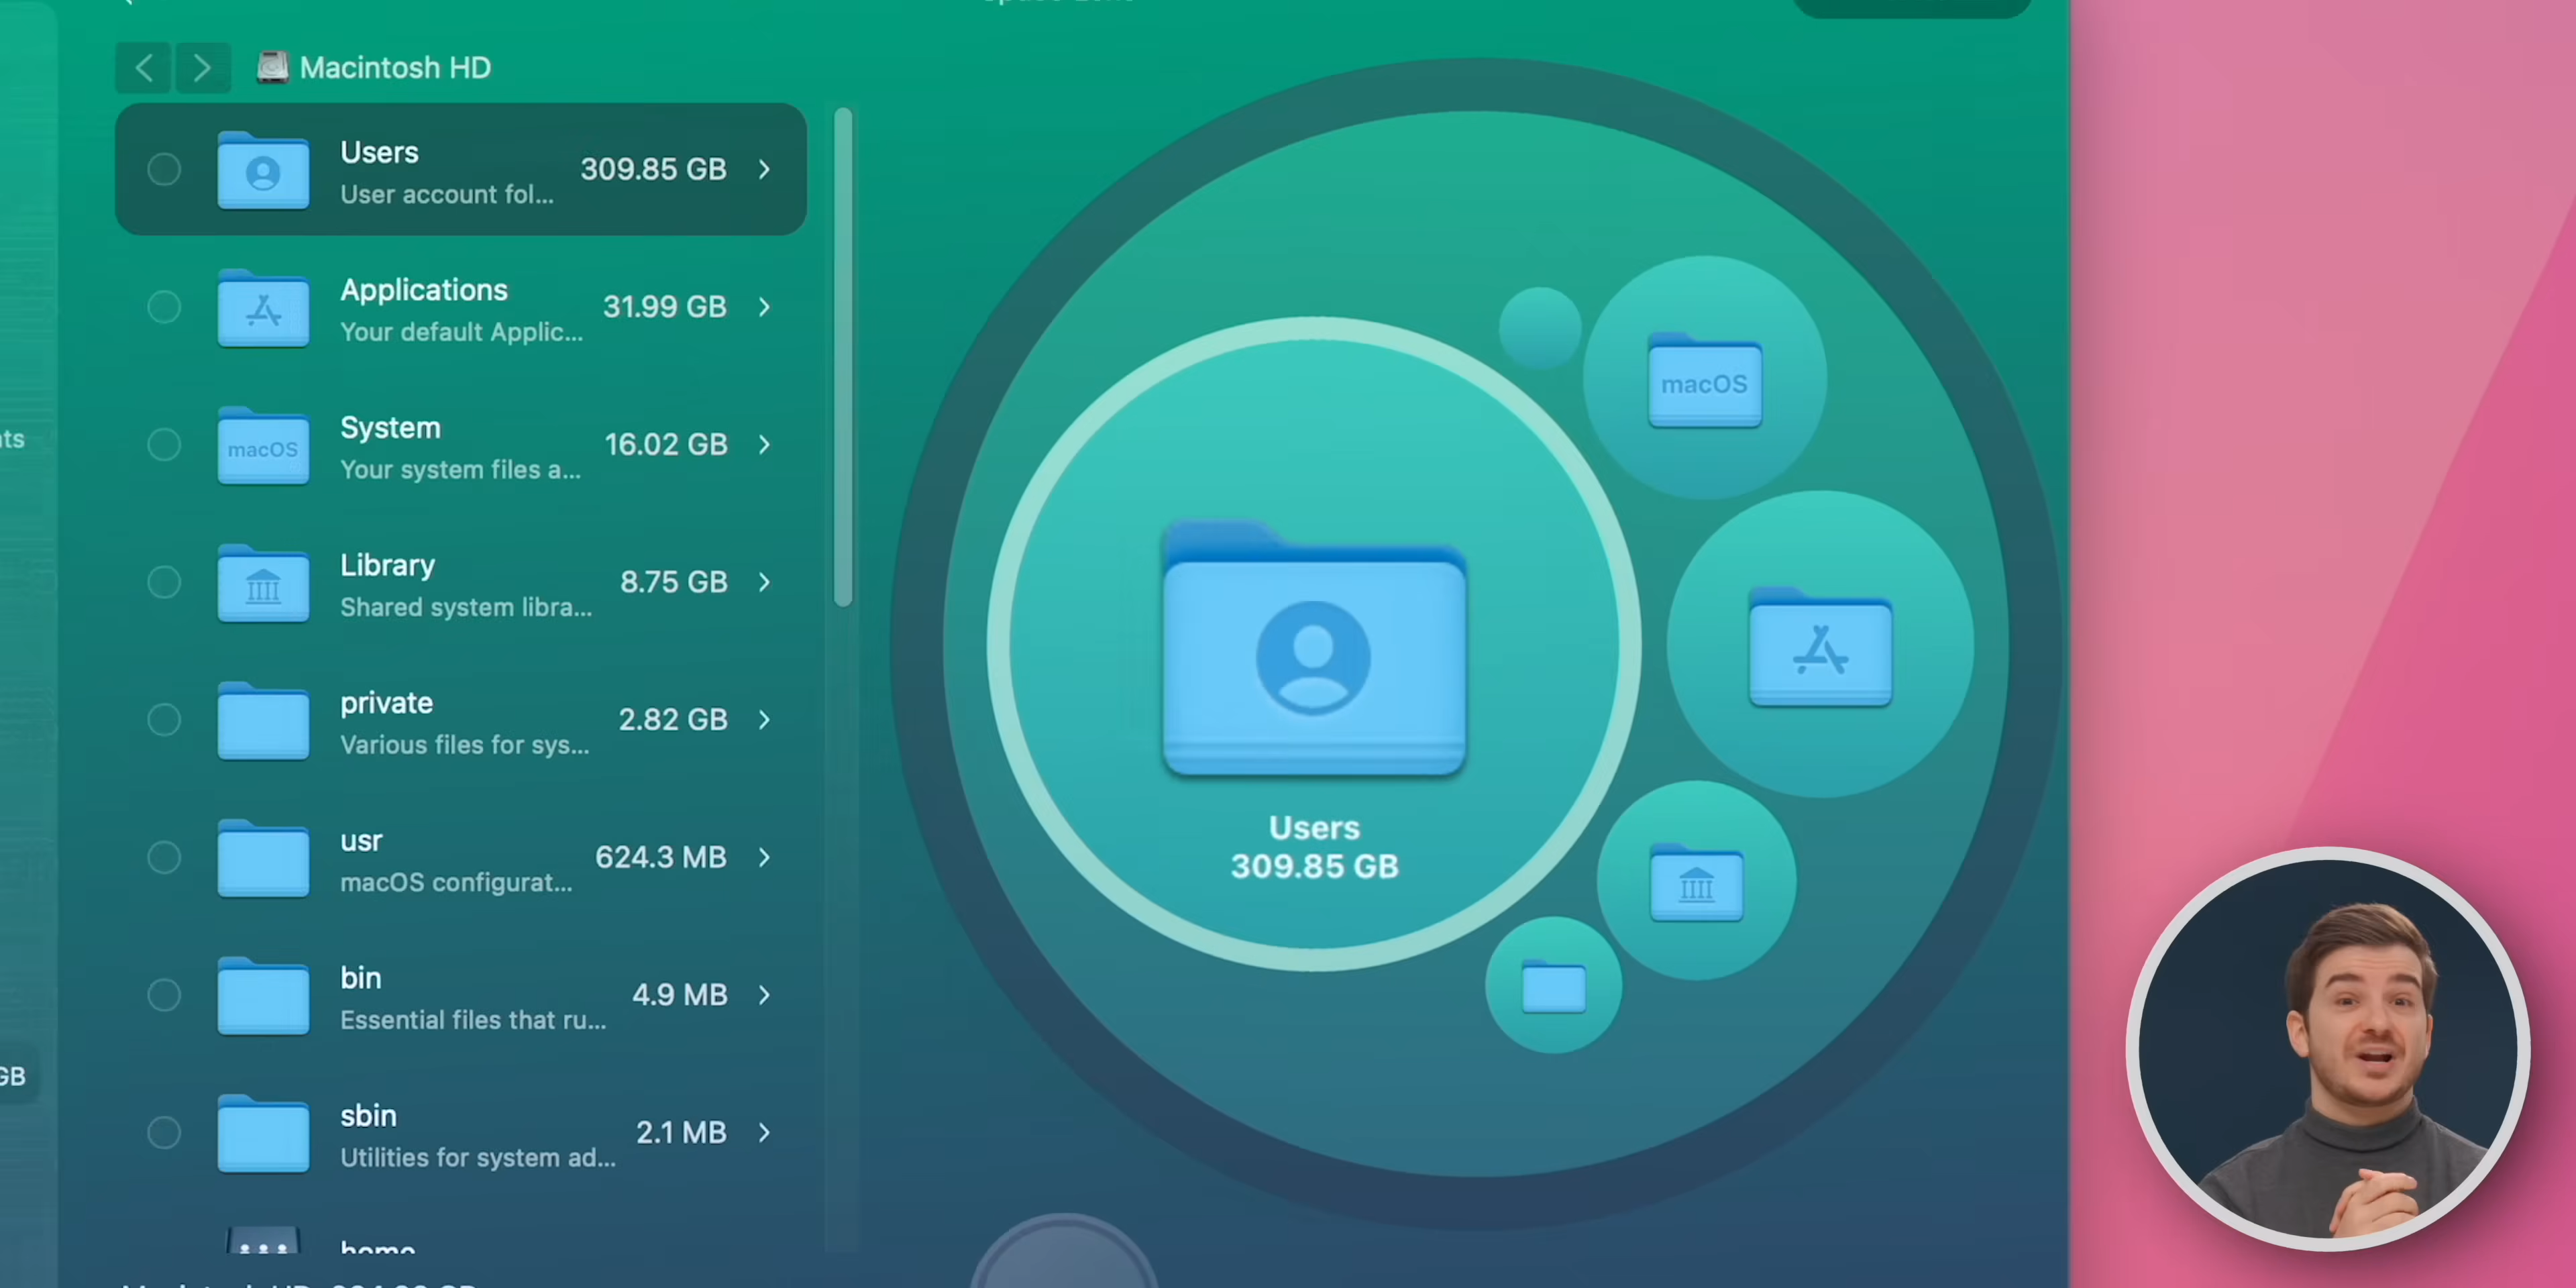 Macintosh HD
Users
309.85 GB
User account fol...
Applications
31.99 GB
Your default Applic...
System
16.02 GB
Your system files a...
macOS
Library
8.75 GB
Shared system libra...
private
2.82 GB
Various files for sys...
usr
624.3 MB
macOS configurat...
bin
4.9 MB
Essential files that ru...
sbin
2.1 MB
Utilities for system ad...
home
macOS
Users
309.85 GB
GB